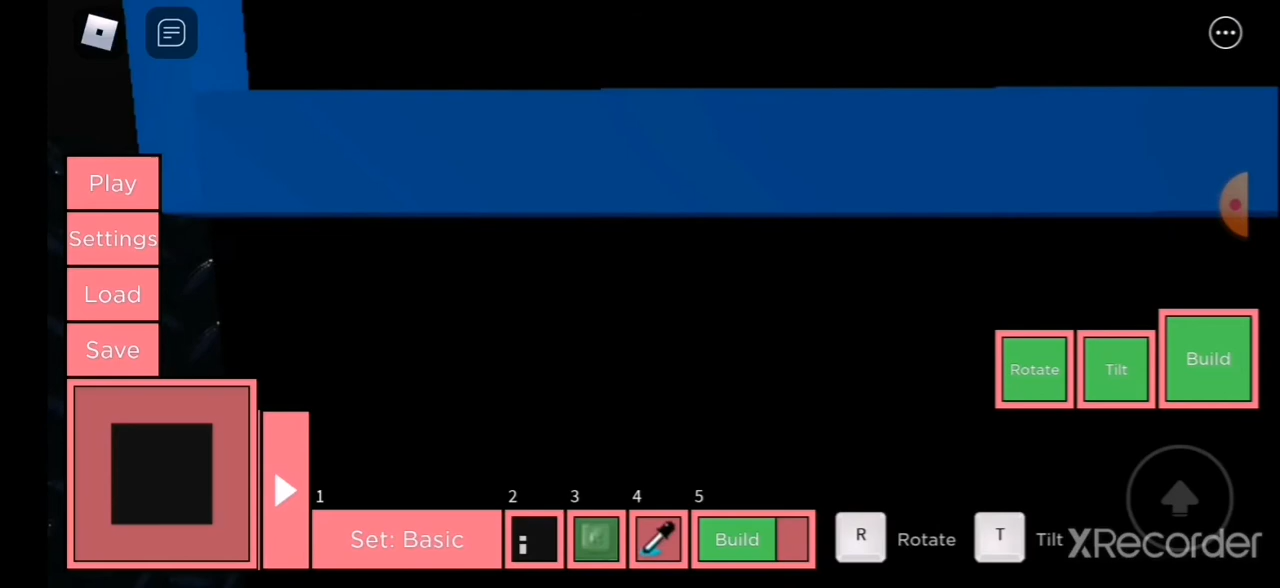 Play
Settings
Load
Save
Rotate
Tilt
Build
1
2
3
4
5
Set: Basic
Build
R
Rotate
T
Tilt
XRecorder